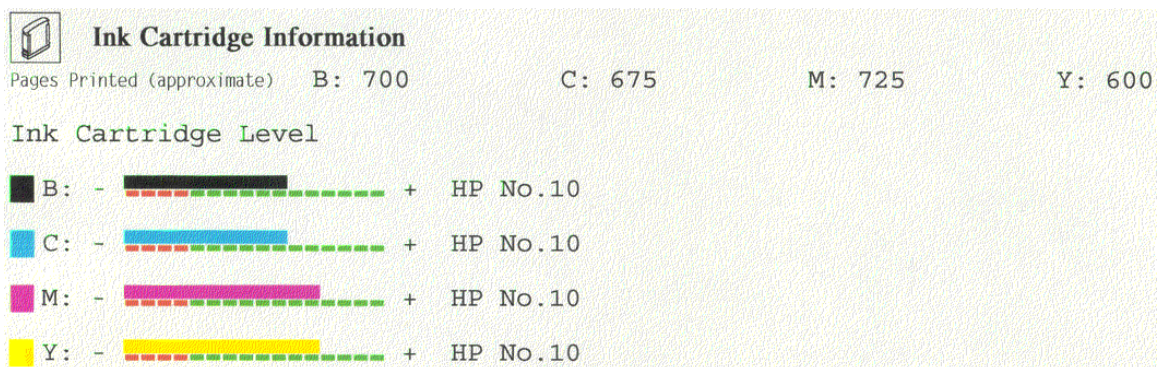 Ink Cartridge Information
Pages Printed (approximate) B: 700 C: 675 M: 725 Y: 600
Ink Cartridge Level
B: - + HP No.10
C: - + HP No.10
M: - + HP No.10
Y: - + HP No.10